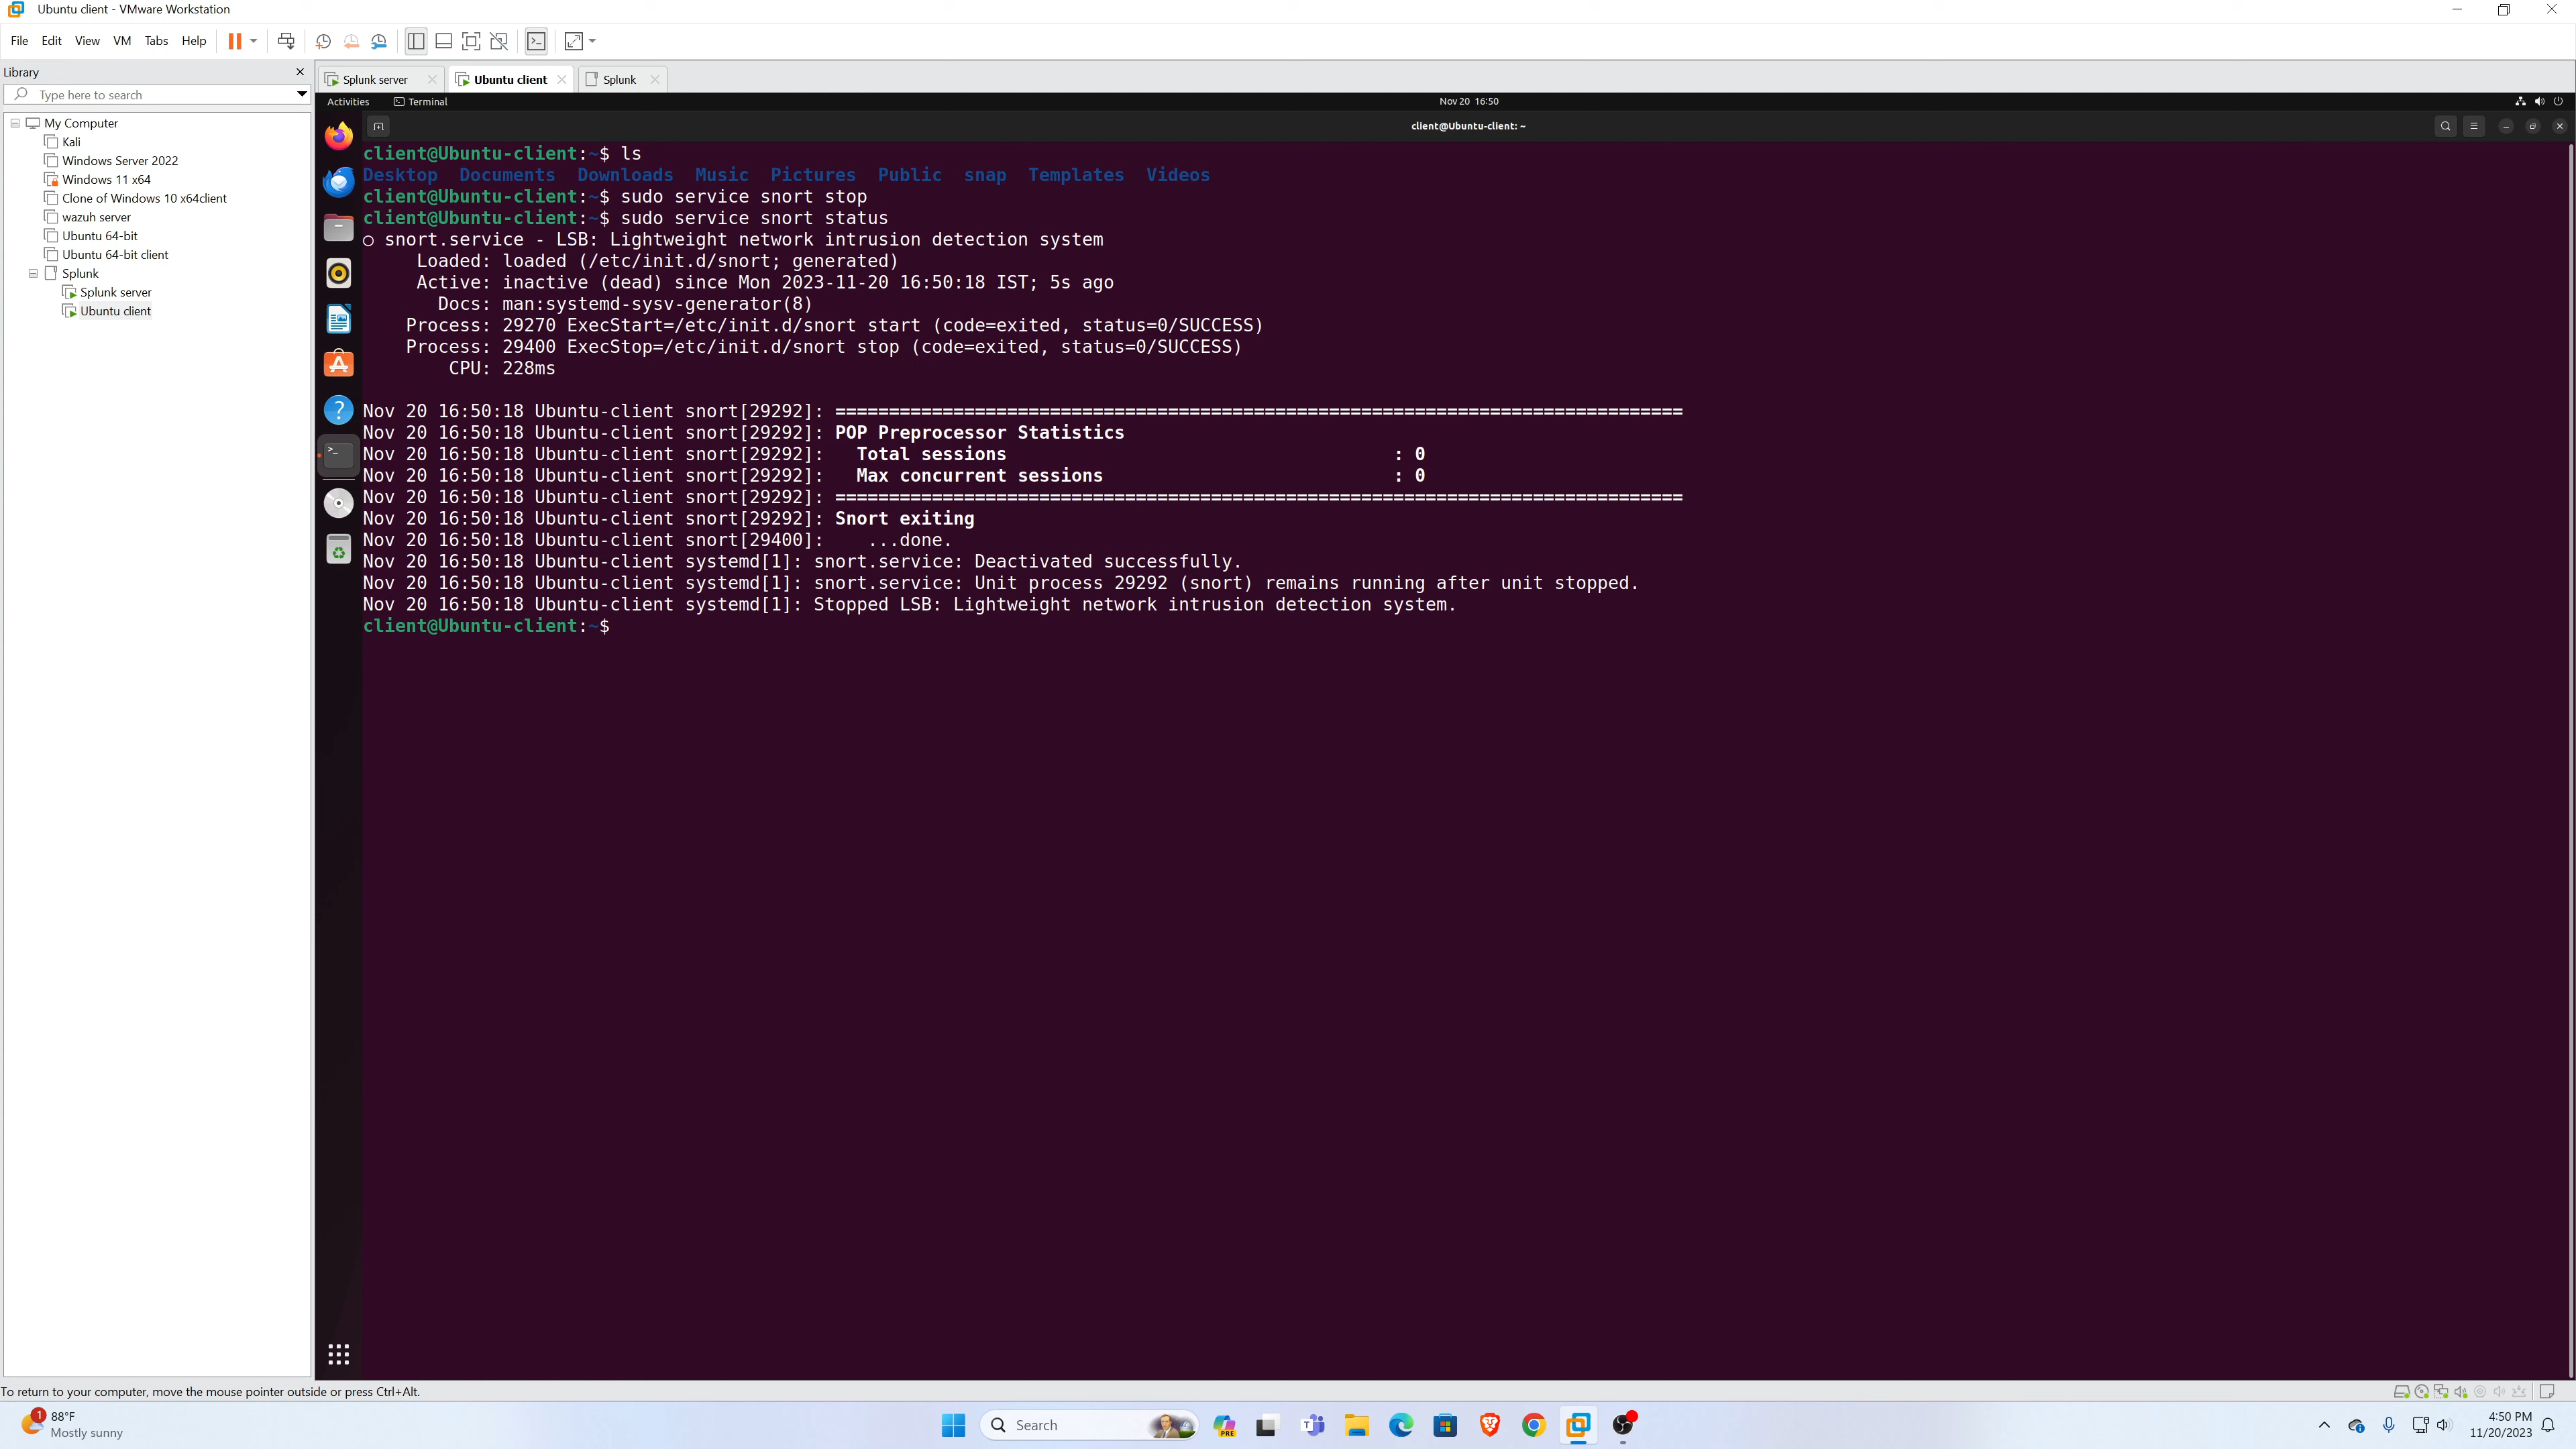 Ubuntu client - VMware Workstation
File Edit View VM Tabs Help
Library
Type here to search
My Computer
Kali
Windows Server 2022
Windows 11 x64
Clone of Windows 10 x64client
wazuh server
Ubuntu 64-bit
Ubuntu 64-bit client
Splunk
Splunk server
Ubuntu client
Splunk server Ubuntu client Splunk
Activities Terminal Nov 20 16:50
client@Ubuntu-client: ~
client@Ubuntu-client:~$ ls
Desktop Documents Downloads Music Pictures Public snap Templates Videos
client@Ubuntu-client:~$ sudo service snort stop
client@Ubuntu-client:~$ sudo service snort status
○ snort.service - LSB: Lightweight network intrusion detection system
Loaded: loaded (/etc/init.d/snort; generated)
Active: inactive (dead) since Mon 2023-11-20 16:50:18 IST; 5s ago
Docs: man:systemd-sysv-generator(8)
Process: 29270 ExecStart=/etc/init.d/snort start (code=exited, status=0/SUCCESS)
Process: 29400 ExecStop=/etc/init.d/snort stop (code=exited, status=0/SUCCESS)
CPU: 228ms
Nov 20 16:50:18 Ubuntu-client snort[29292]: ===============================================================================
Nov 20 16:50:18 Ubuntu-client snort[29292]: POP Preprocessor Statistics
Nov 20 16:50:18 Ubuntu-client snort[29292]: Total sessions : 0
Nov 20 16:50:18 Ubuntu-client snort[29292]: Max concurrent sessions : 0
Nov 20 16:50:18 Ubuntu-client snort[29292]: ===============================================================================
Nov 20 16:50:18 Ubuntu-client snort[29292]: Snort exiting
Nov 20 16:50:18 Ubuntu-client snort[29400]: ...done.
Nov 20 16:50:18 Ubuntu-client systemd[1]: snort.service: Deactivated successfully.
Nov 20 16:50:18 Ubuntu-client systemd[1]: snort.service: Unit process 29292 (snort) remains running after unit stopped.
Nov 20 16:50:18 Ubuntu-client systemd[1]: Stopped LSB: Lightweight network intrusion detection system.
client@Ubuntu-client:~$
To return to your computer, move the mouse pointer outside or press Ctrl+Alt.
1
88°F
Mostly sunny
Search
PRE
4:50 PM
11/20/2023